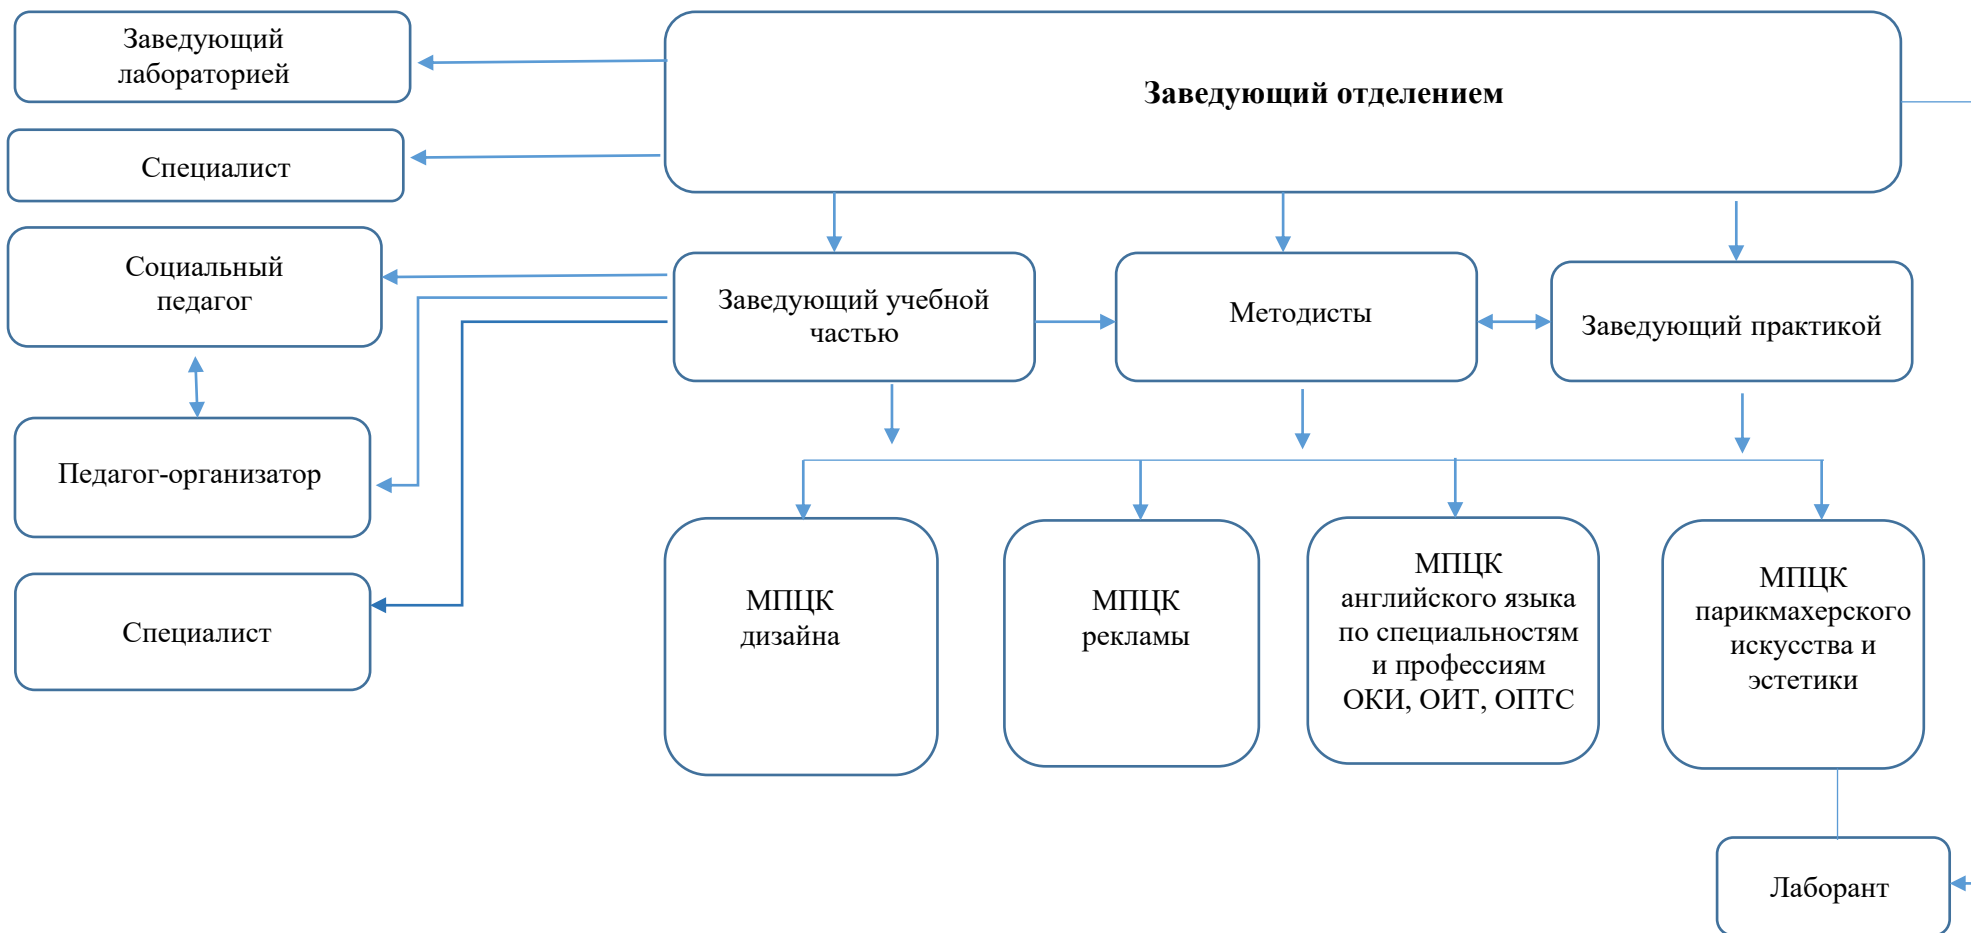 Заведующий
лабораторией
Заведующий отделением
Специалист
Социальный
педагог
Заведующий учебной
частью
Методисты
Заведующий практикой
Педагог-организатор
Специалист
МПЦК
дизайна
МПЦК
рекламы
МПЦК
английского языка
по специальностям
и профессиям
ОКИ, ОИТ, ОПТС
МПЦК
парикмахерского
искусства и
эстетики
Лаборант